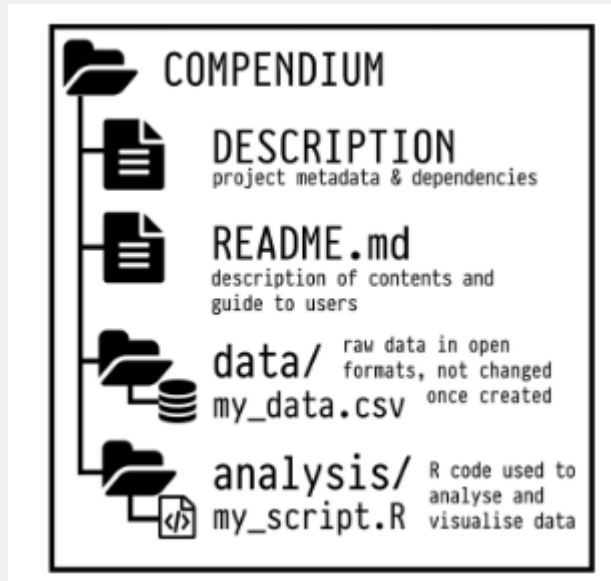 COMPENDIUM
DESCRIPTION
project metadata & dependencies
README.md
description of contents and
guide to users
data/
raw data in open
formats, not changed
once created
my_data.csv
analysis/
R code used to
analyse and
visualise data
my_script.R